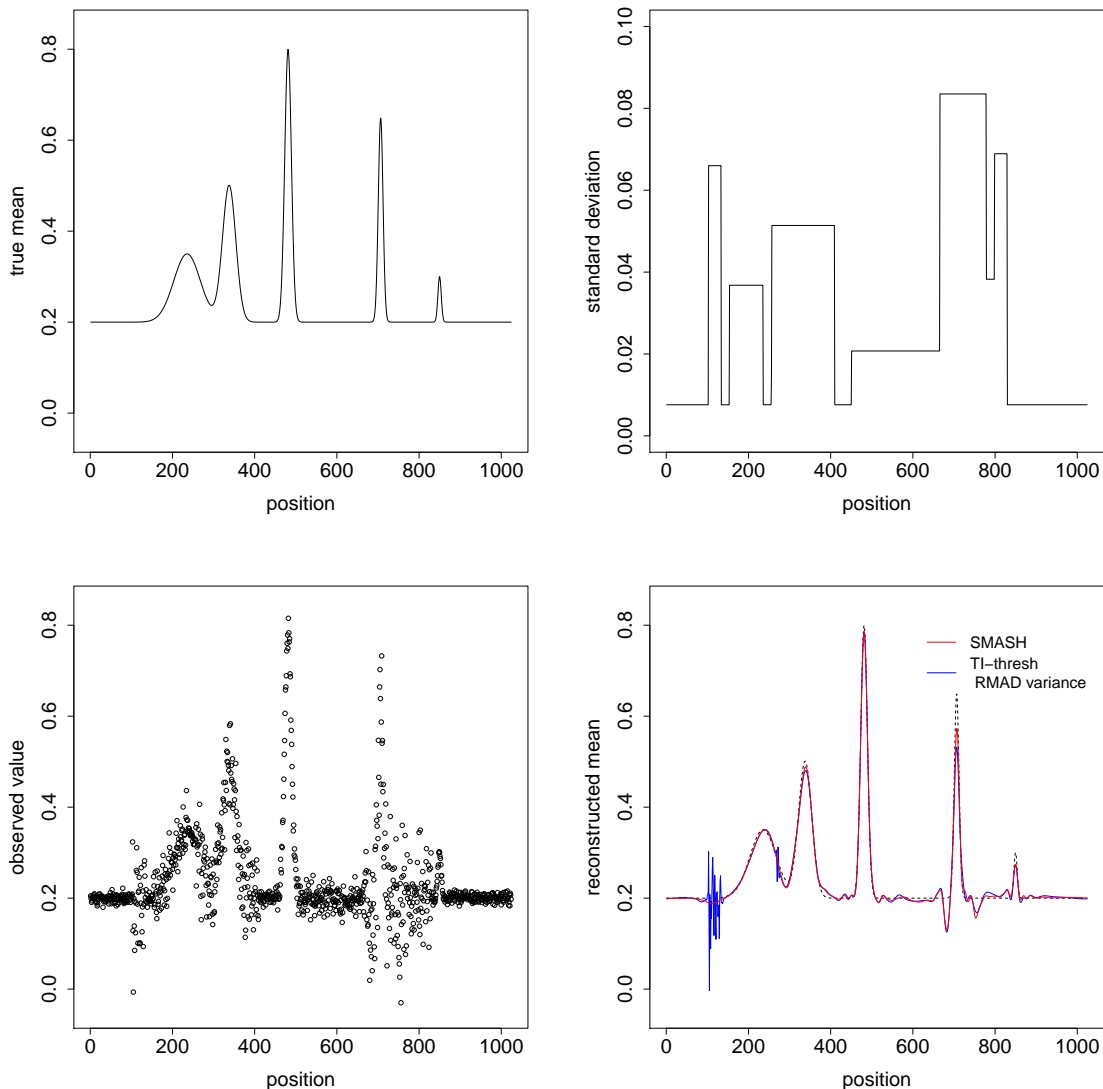 true mean
0.0 0.2 0.4 0.6 0.8
0 200 400 600 800 1000
position
standard deviation
0.00 0.02 0.04 0.06 0.08 0.10
0 200 400 600 800 1000
position
observed value
0.0 0.2 0.4 0.6 0.8
0 200 400 600 800 1000
position
reconstructed mean
0.0 0.2 0.4 0.6 0.8
SMASH
TI−thresh
RMAD variance
0 200 400 600 800 1000
position